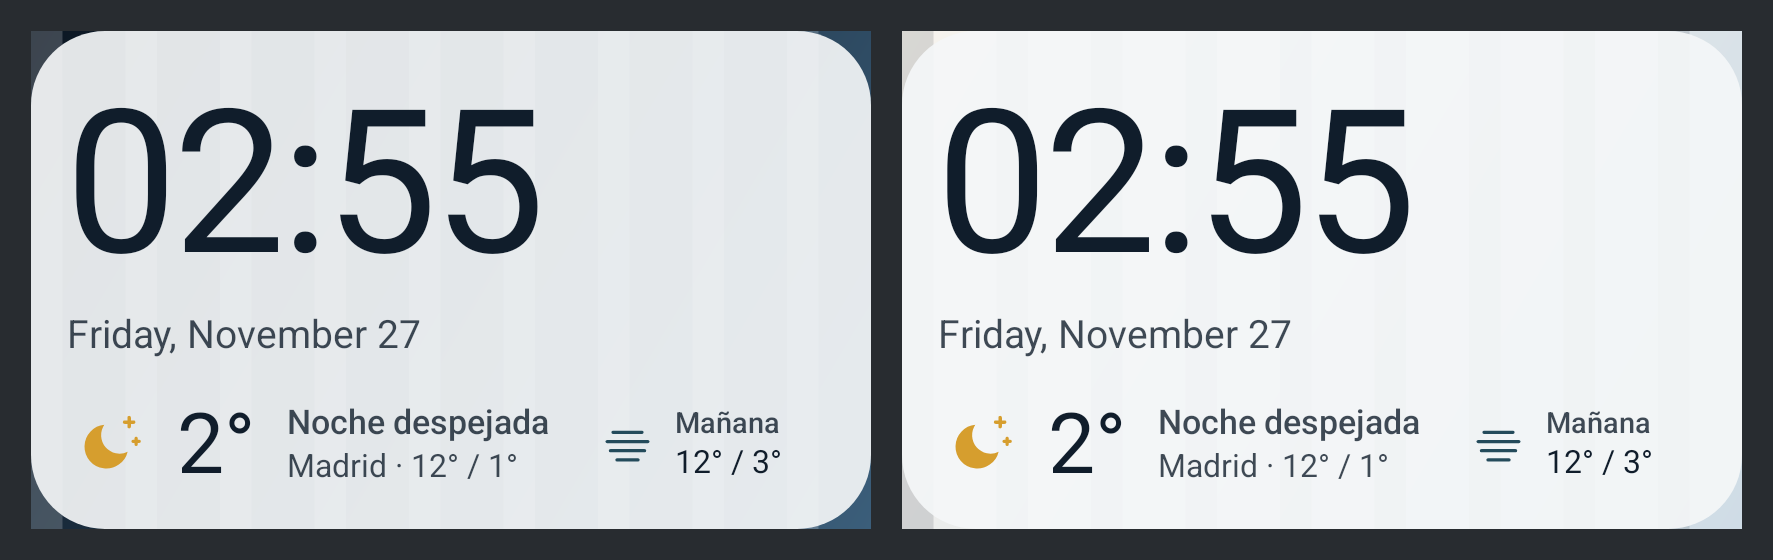 02:55
Friday, November 27
2°
Noche despejada
Madrid · 12° / 1°
Mañana
12° / 3°
02:55
Friday, November 27
2°
Noche despejada
Madrid · 12° / 1°
Mañana
12° / 3°